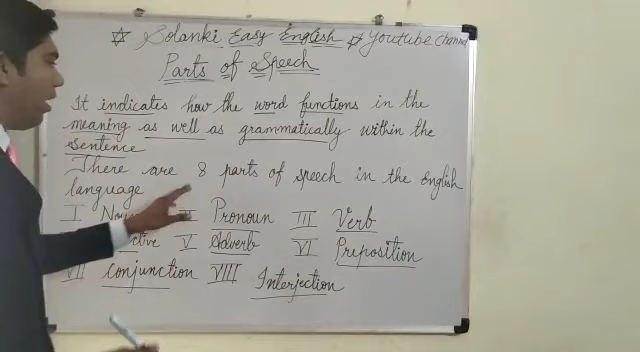 ☆ Solanki Easy English ☆ Youtube Channel
Parts of Speech
It indicates how the word functions in the
meaning as well as grammatically within the
sentence
There are 8 parts of speech in the English
language
I II Pronoun III Verb
V Adverb VI Preposition
VII Conjunction VIII Interjection